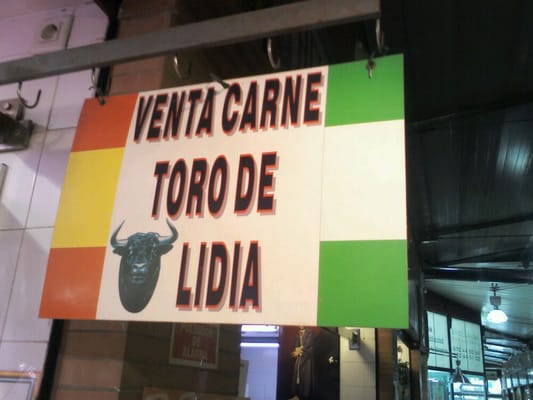 VENTA CARNE
TORO DE
LIDIA